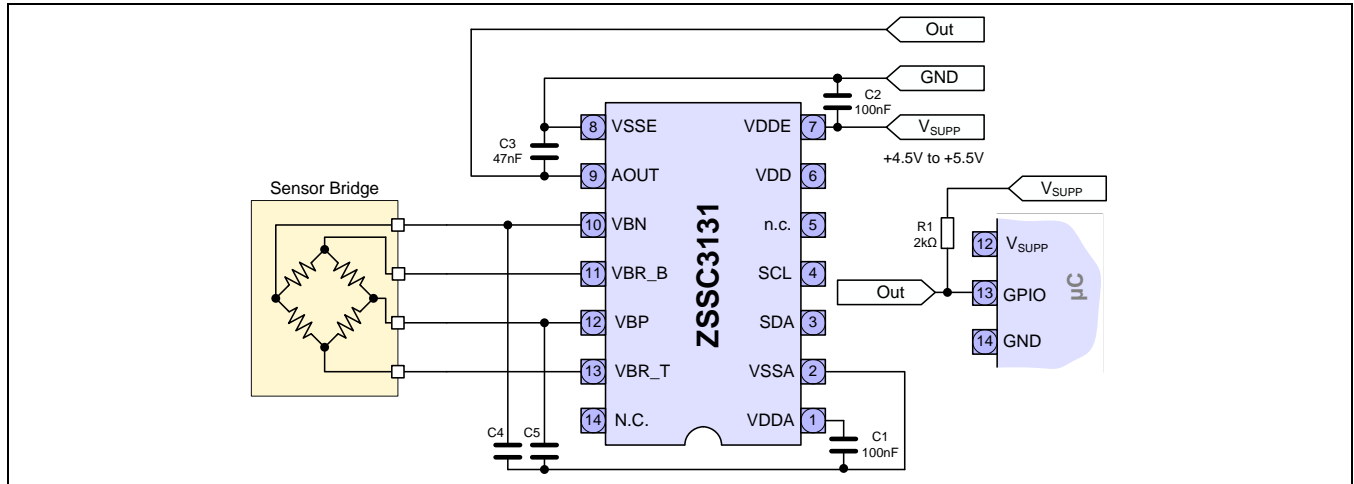 Out
GND
C2
100nF
8 VSSE
VDDE 7
V_SUPP
C3
47nF
+4.5V to +5.5V
9 AOUT
VDD 6
Sensor Bridge
V_SUPP
10 VBN
n.c. 5
R1
2kΩ
12 V_SUPP
ZSSC3131
11 VBR_B
SCL 4
Out
13 GPIO
µC
12 VBP
SDA 3
14 GND
13 VBR_T
VSSA 2
14 N.C.
VDDA 1
C4
C5
C1
100nF